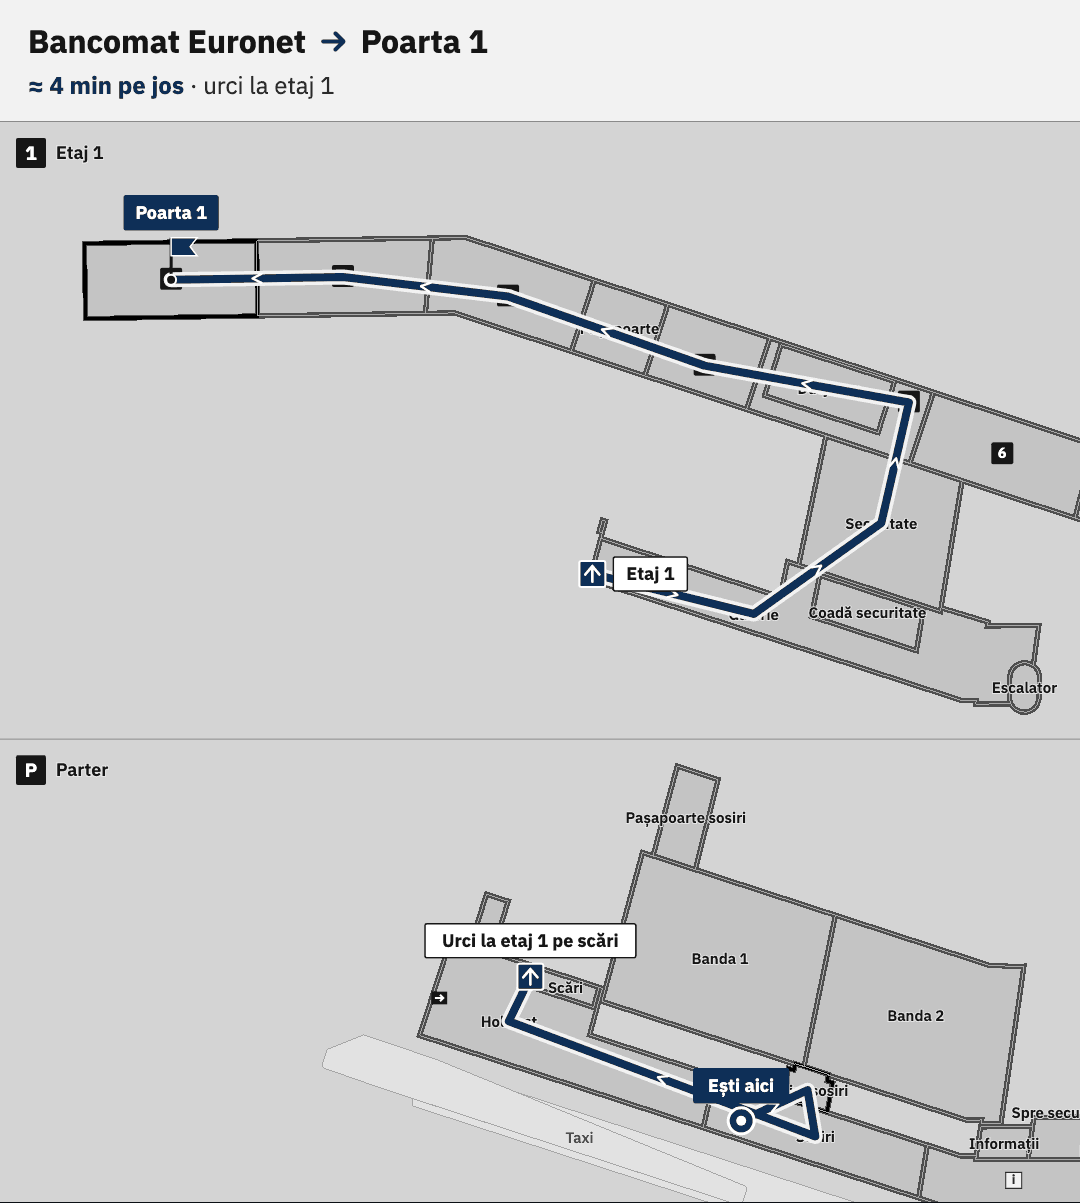 Bancomat Euronet → Poarta 1
≈ 4 min pe jos · urci la etaj 1
1 Etaj 1
Poarta 1
6
Etaj 1
Coadă securitate
Escalator
P Parter
Pașapoarte sosiri
Urci la etaj 1 pe scări
Banda 1
Scări
Banda 2
Ești aici
sosiri
Spre secu
Taxi
Informații
i